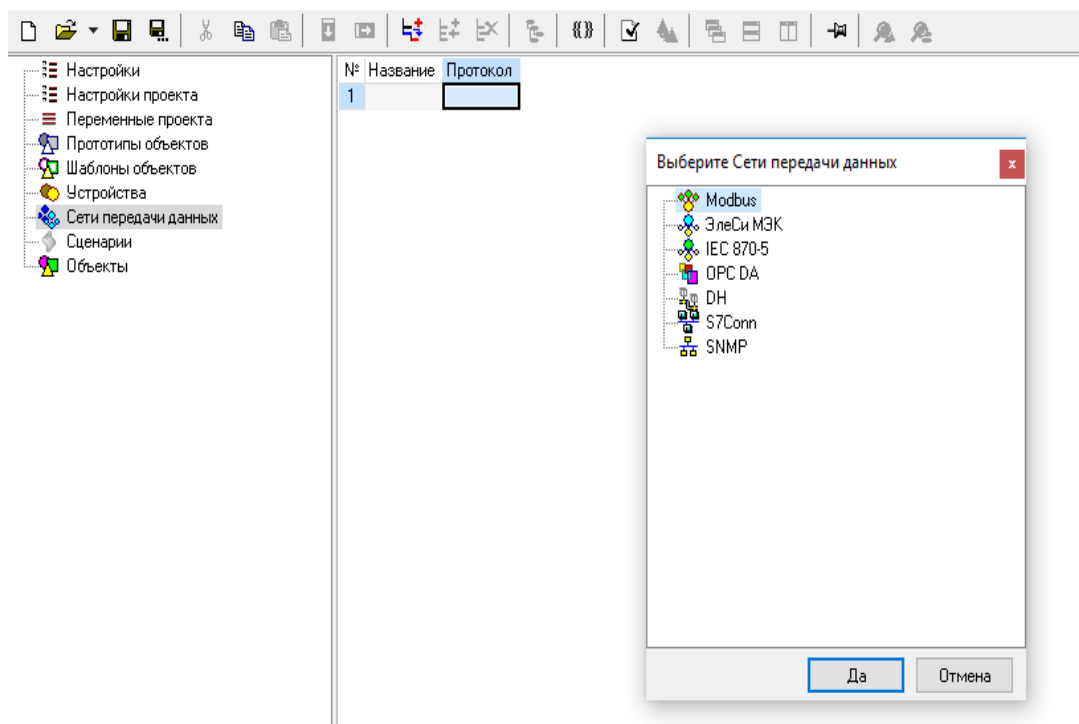 Настройки
Настройки проекта
Переменные проекта
Прототипы объектов
Шаблоны объектов
Устройства
Сети передачи данных
Сценарии
Объекты
№ Название Протокол
1
Выберите Сети передачи данных
Modbus
ЭлеСи МЭК
IEC 870-5
OPC DA
DH
S7Conn
SNMP
Да Отмена